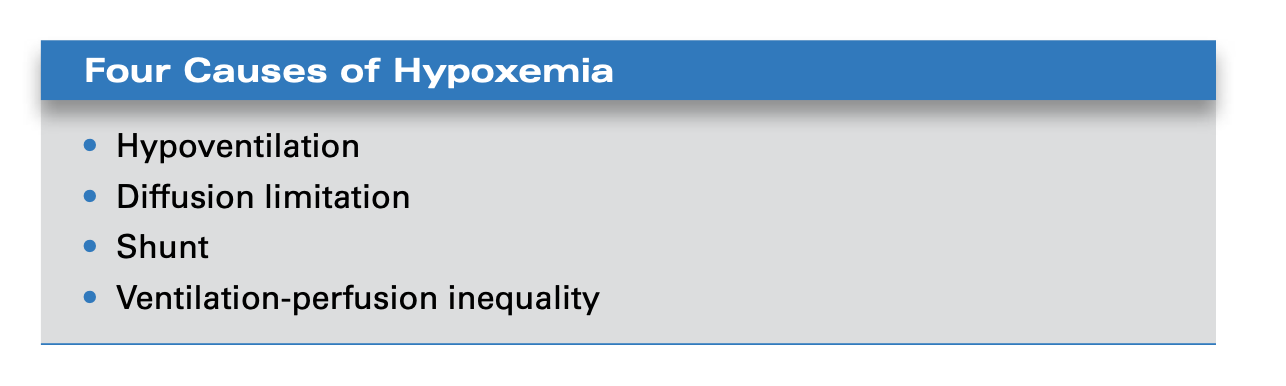 Four Causes of Hypoxemia
• Hypoventilation
• Diffusion limitation
• Shunt
• Ventilation-perfusion inequality